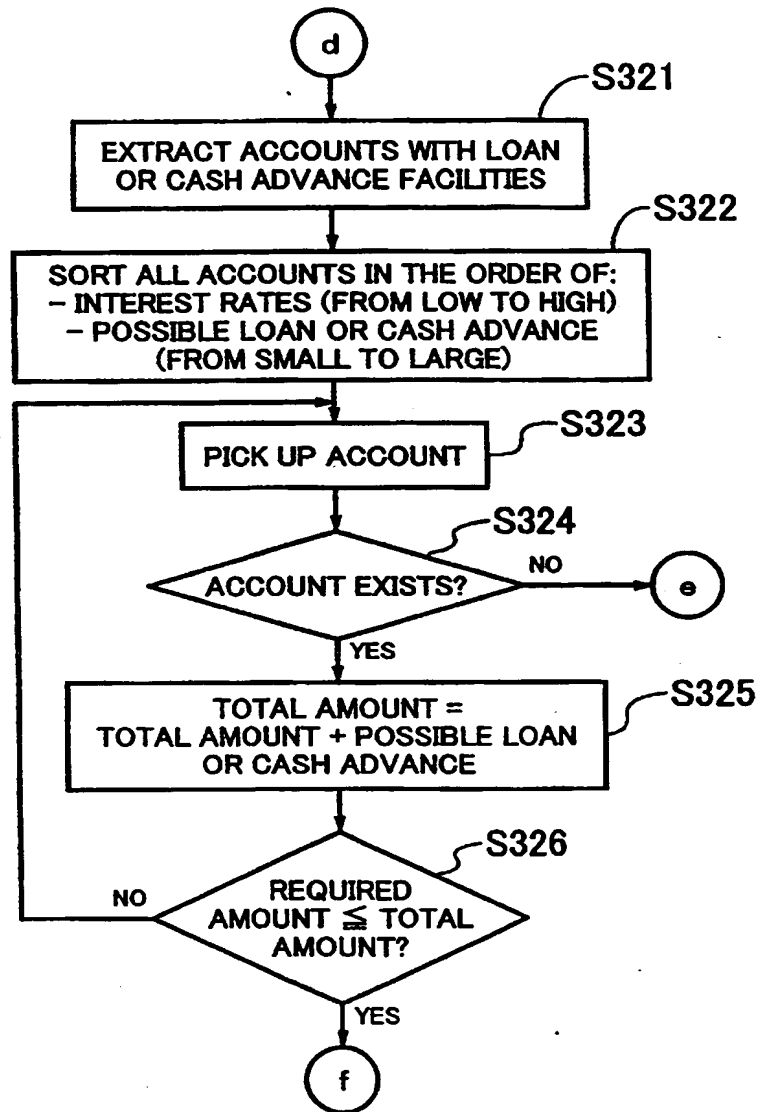 d
S321
EXTRACT ACCOUNTS WITH LOAN
OR CASH ADVANCE FACILITIES
S322
SORT ALL ACCOUNTS IN THE ORDER OF:
- INTEREST RATES (FROM LOW TO HIGH)
- POSSIBLE LOAN OR CASH ADVANCE
(FROM SMALL TO LARGE)
S323
PICK UP ACCOUNT
S324
ACCOUNT EXISTS?
NO
e
YES
S325
TOTAL AMOUNT =
TOTAL AMOUNT + POSSIBLE LOAN
OR CASH ADVANCE
S326
NO
REQUIRED
AMOUNT ≦ TOTAL
AMOUNT?
YES
f